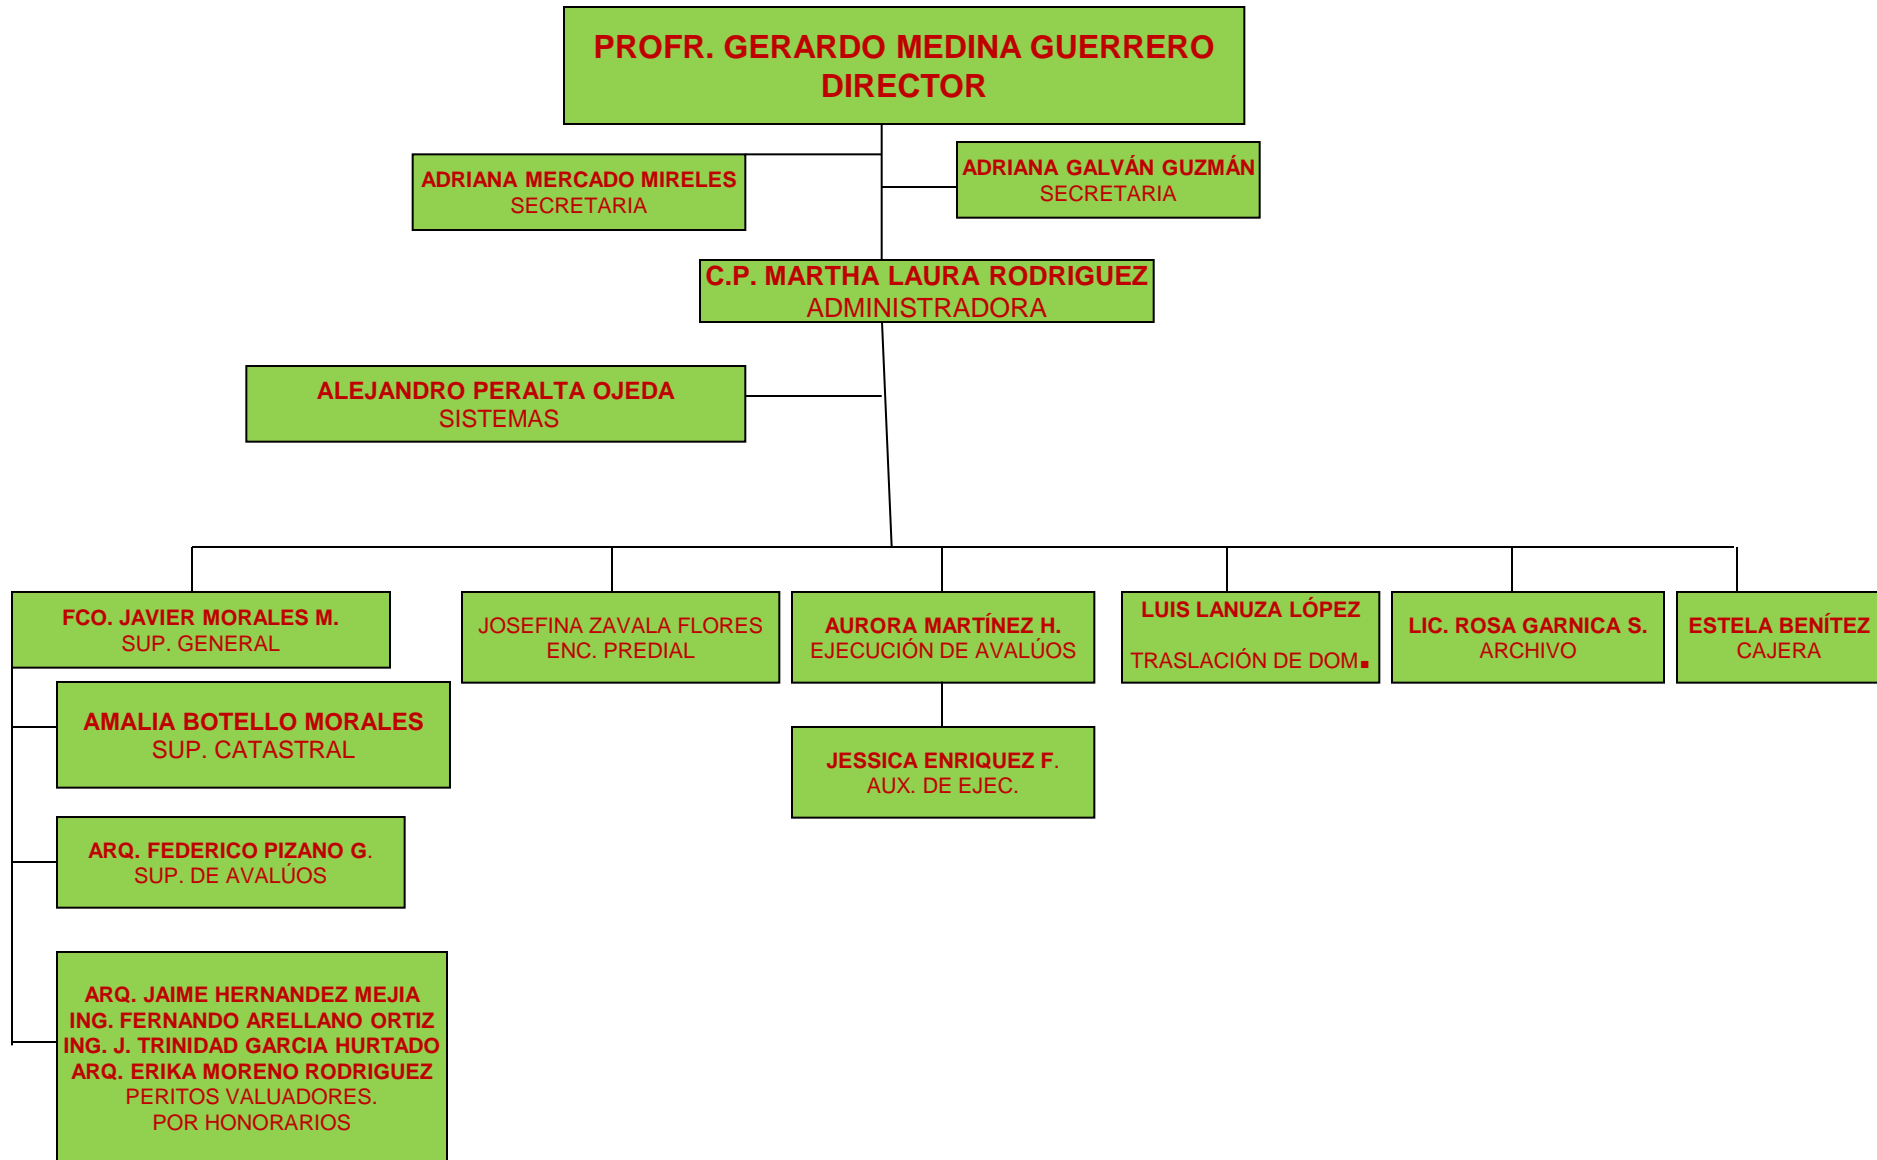 PROFR. GERARDO MEDINA GUERRERO
DIRECTOR
ADRIANA MERCADO MIRELES
SECRETARIA
ADRIANA GALVÁN GUZMÁN
SECRETARIA
C.P. MARTHA LAURA RODRIGUEZ
ADMINISTRADORA
ALEJANDRO PERALTA OJEDA
SISTEMAS
FCO. JAVIER MORALES M.
SUP. GENERAL
JOSEFINA ZAVALA FLORES
ENC. PREDIAL
AURORA MARTÍNEZ H.
EJECUCIÓN DE AVALÚOS
LUIS LANUZA LÓPEZ
TRASLACIÓN DE DOM.
LIC. ROSA GARNICA S.
ARCHIVO
ESTELA BENÍTEZ
CAJERA
AMALIA BOTELLO MORALES
SUP. CATASTRAL
JESSICA ENRIQUEZ F.
AUX. DE EJEC.
ARQ. FEDERICO PIZANO G.
SUP. DE AVALÚOS
ARQ. JAIME HERNANDEZ MEJIA
ING. FERNANDO ARELLANO ORTIZ
ING. J. TRINIDAD GARCIA HURTADO
ARQ. ERIKA MORENO RODRIGUEZ
PERITOS VALUADORES.
POR HONORARIOS